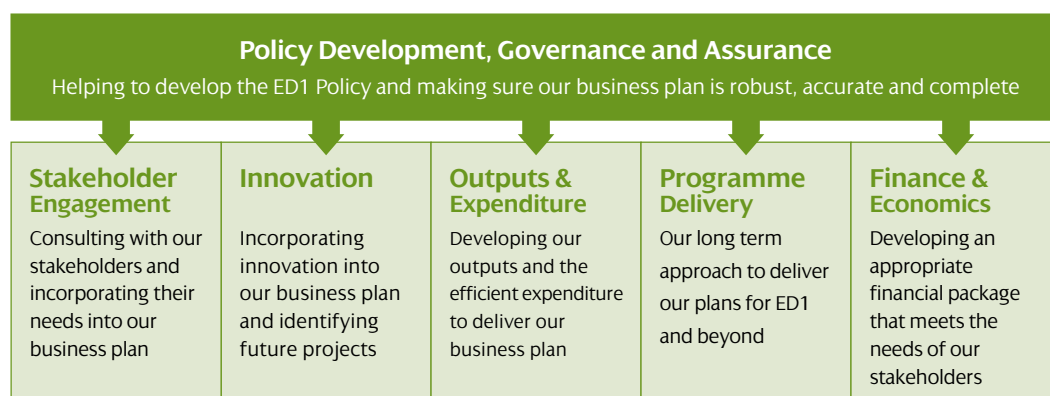 Policy Development, Governance and Assurance
Helping to develop the ED1 Policy and making sure our business plan is robust, accurate and complete
Stakeholder
Engagement
Consulting with our
stakeholders and
incorporating their
needs into our
business plan
Innovation
Incorporating
innovation into
our business plan
and identifying
future projects
Outputs &
Expenditure
Developing our
outputs and the
efficient expenditure
to deliver our
business plan
Programme
Delivery
Our long term
approach to deliver
our plans for ED1
and beyond
Finance &
Economics
Developing an
appropriate
financial package
that meets the
needs of our
stakeholders